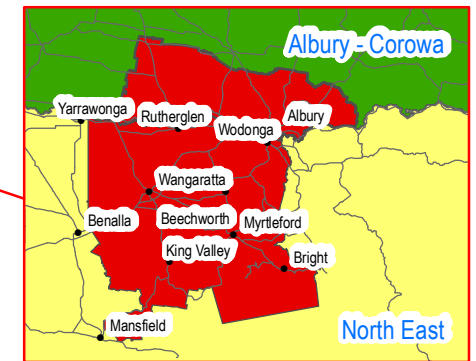 Albury - Corowa
Yarrawonga
Rutherglen
Albury
Wodonga
Wangaratta
Benalla
Beechworth
Myrtleford
King Valley
Bright
Mansfield
North East